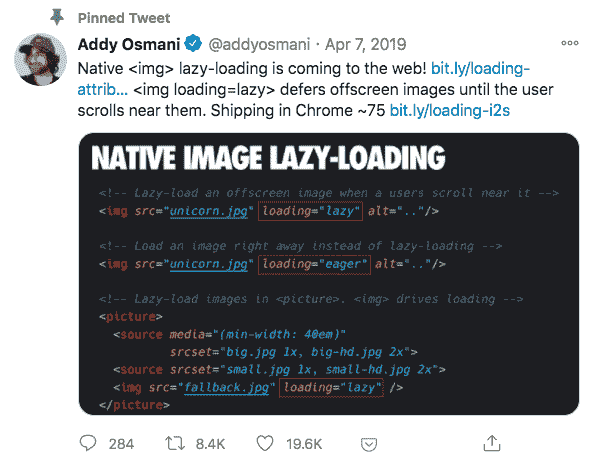 Pinned Tweet
Addy Osmani @addyosmani · Apr 7, 2019
Native <img> lazy-loading is coming to the web! bit.ly/loading-
attrib... <img loading=lazy> defers offscreen images until the user
scrolls near them. Shipping in Chrome ~75 bit.ly/loading-i2s
NATIVE IMAGE LAZY-LOADING
<!-- Lazy-load an offscreen image when a users scroll near it -->
<img src="unicorn.jpg" loading="lazy" alt=".."/>
<!-- Load an image right away instead of lazy-loading -->
<img src="unicorn.jpg" loading="eager" alt=".."/>
<!-- Lazy-load images in <picture>. <img> drives loading -->
<picture>
<source media="(min-width: 40em)"
srcset="big.jpg 1x, big-hd.jpg 2x">
<source srcset="small.jpg 1x, small-hd.jpg 2x">
<img src="fallback.jpg" loading="lazy" />
</picture>
284 8.4K 19.6K